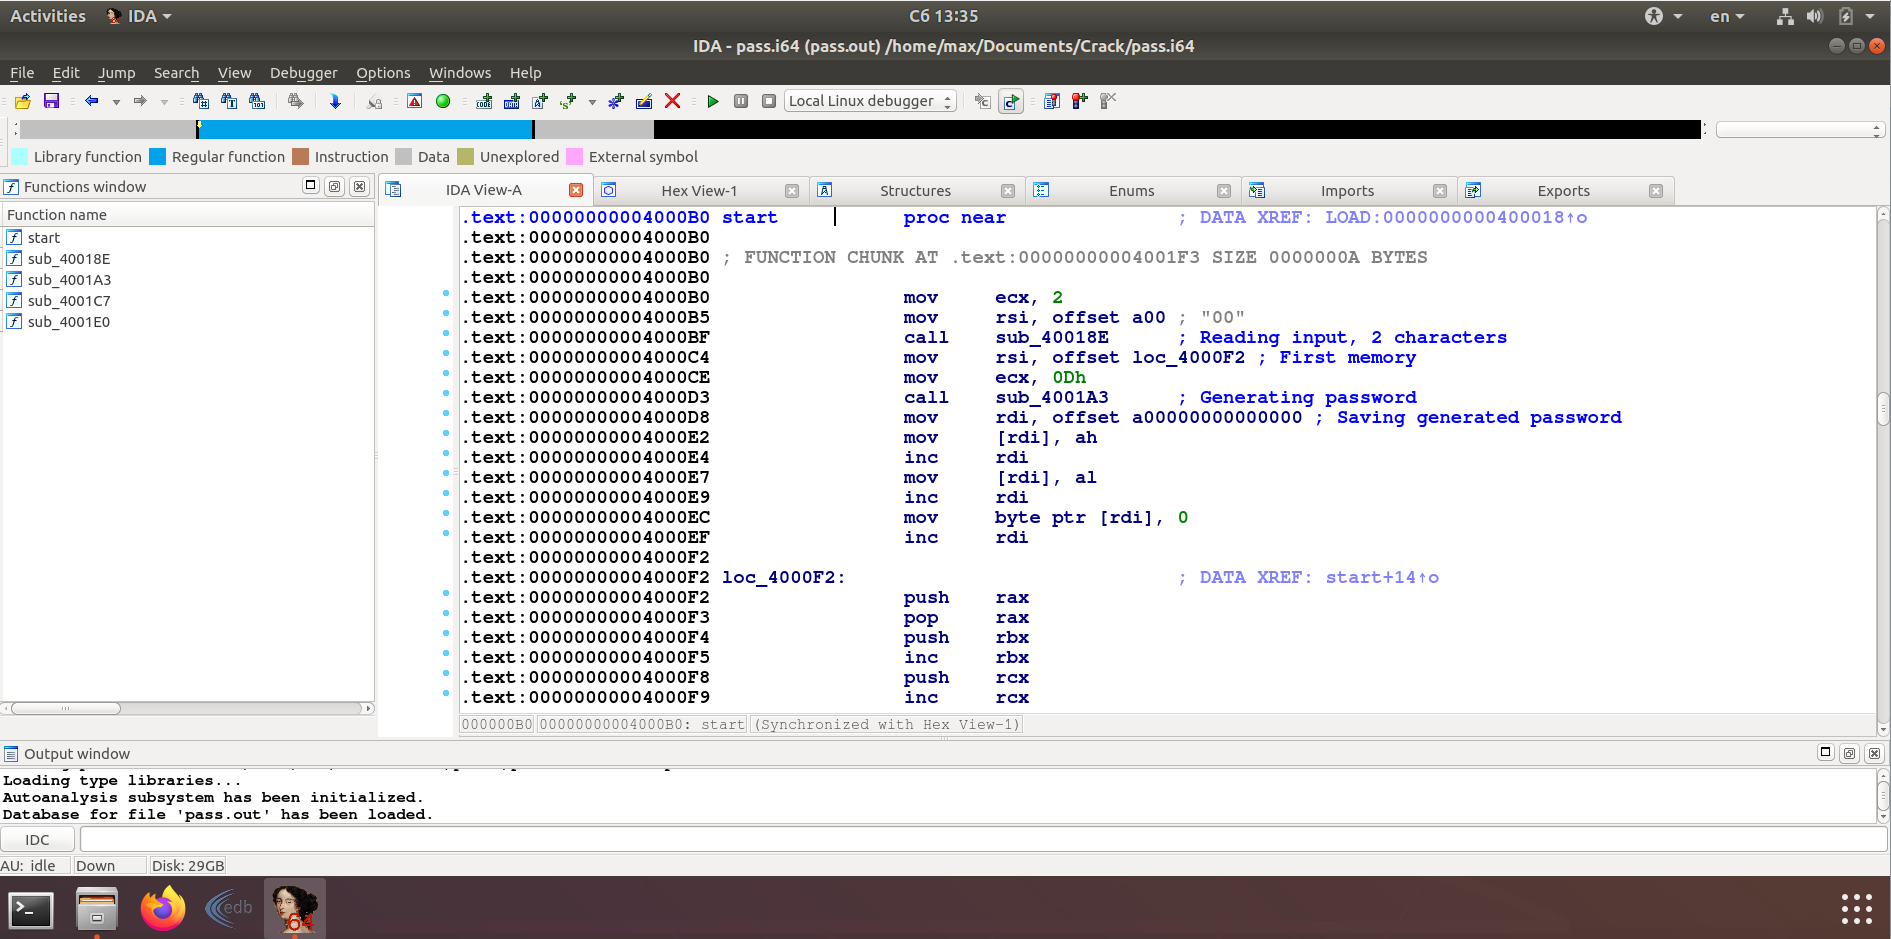 Activities IDA Сб 13:35 en
IDA - pass.i64 (pass.out) /home/max/Documents/Crack/pass.i64
File Edit Jump Search View Debugger Options Windows Help
Local Linux debugger
Library function Regular function Instruction Data Unexplored External symbol
Functions window
IDA View-A Hex View-1 Structures Enums Imports Exports
Function name
start
sub_40018E
sub_4001A3
sub_4001C7
sub_4001E0
.text:00000000004000B0 start proc near ; DATA XREF: LOAD:0000000000400018↑o
.text:00000000004000B0
.text:00000000004000B0 ; FUNCTION CHUNK AT .text:00000000004001F3 SIZE 0000000A BYTES
.text:00000000004000B0
.text:00000000004000B0 mov ecx, 2
.text:00000000004000B5 mov rsi, offset a00 ; "00"
.text:00000000004000BF call sub_40018E ; Reading input, 2 characters
.text:00000000004000C4 mov rsi, offset loc_4000F2 ; First memory
.text:00000000004000CE mov ecx, 0Dh
.text:00000000004000D3 call sub_4001A3 ; Generating password
.text:00000000004000D8 mov rdi, offset a00000000000000 ; Saving generated password
.text:00000000004000E2 mov [rdi], ah
.text:00000000004000E4 inc rdi
.text:00000000004000E7 mov [rdi], al
.text:00000000004000E9 inc rdi
.text:00000000004000EC mov byte ptr [rdi], 0
.text:00000000004000EF inc rdi
.text:00000000004000F2
.text:00000000004000F2 loc_4000F2: ; DATA XREF: start+14↑o
.text:00000000004000F2 push rax
.text:00000000004000F3 pop rax
.text:00000000004000F4 push rbx
.text:00000000004000F5 inc rbx
.text:00000000004000F8 push rcx
.text:00000000004000F9 inc rcx
000000B0 00000000004000B0: start (Synchronized with Hex View-1)
Output window
Loading type libraries...
Autoanalysis subsystem has been initialized.
Database for file 'pass.out' has been loaded.
IDC
AU: idle Down Disk: 29GB
edb
64